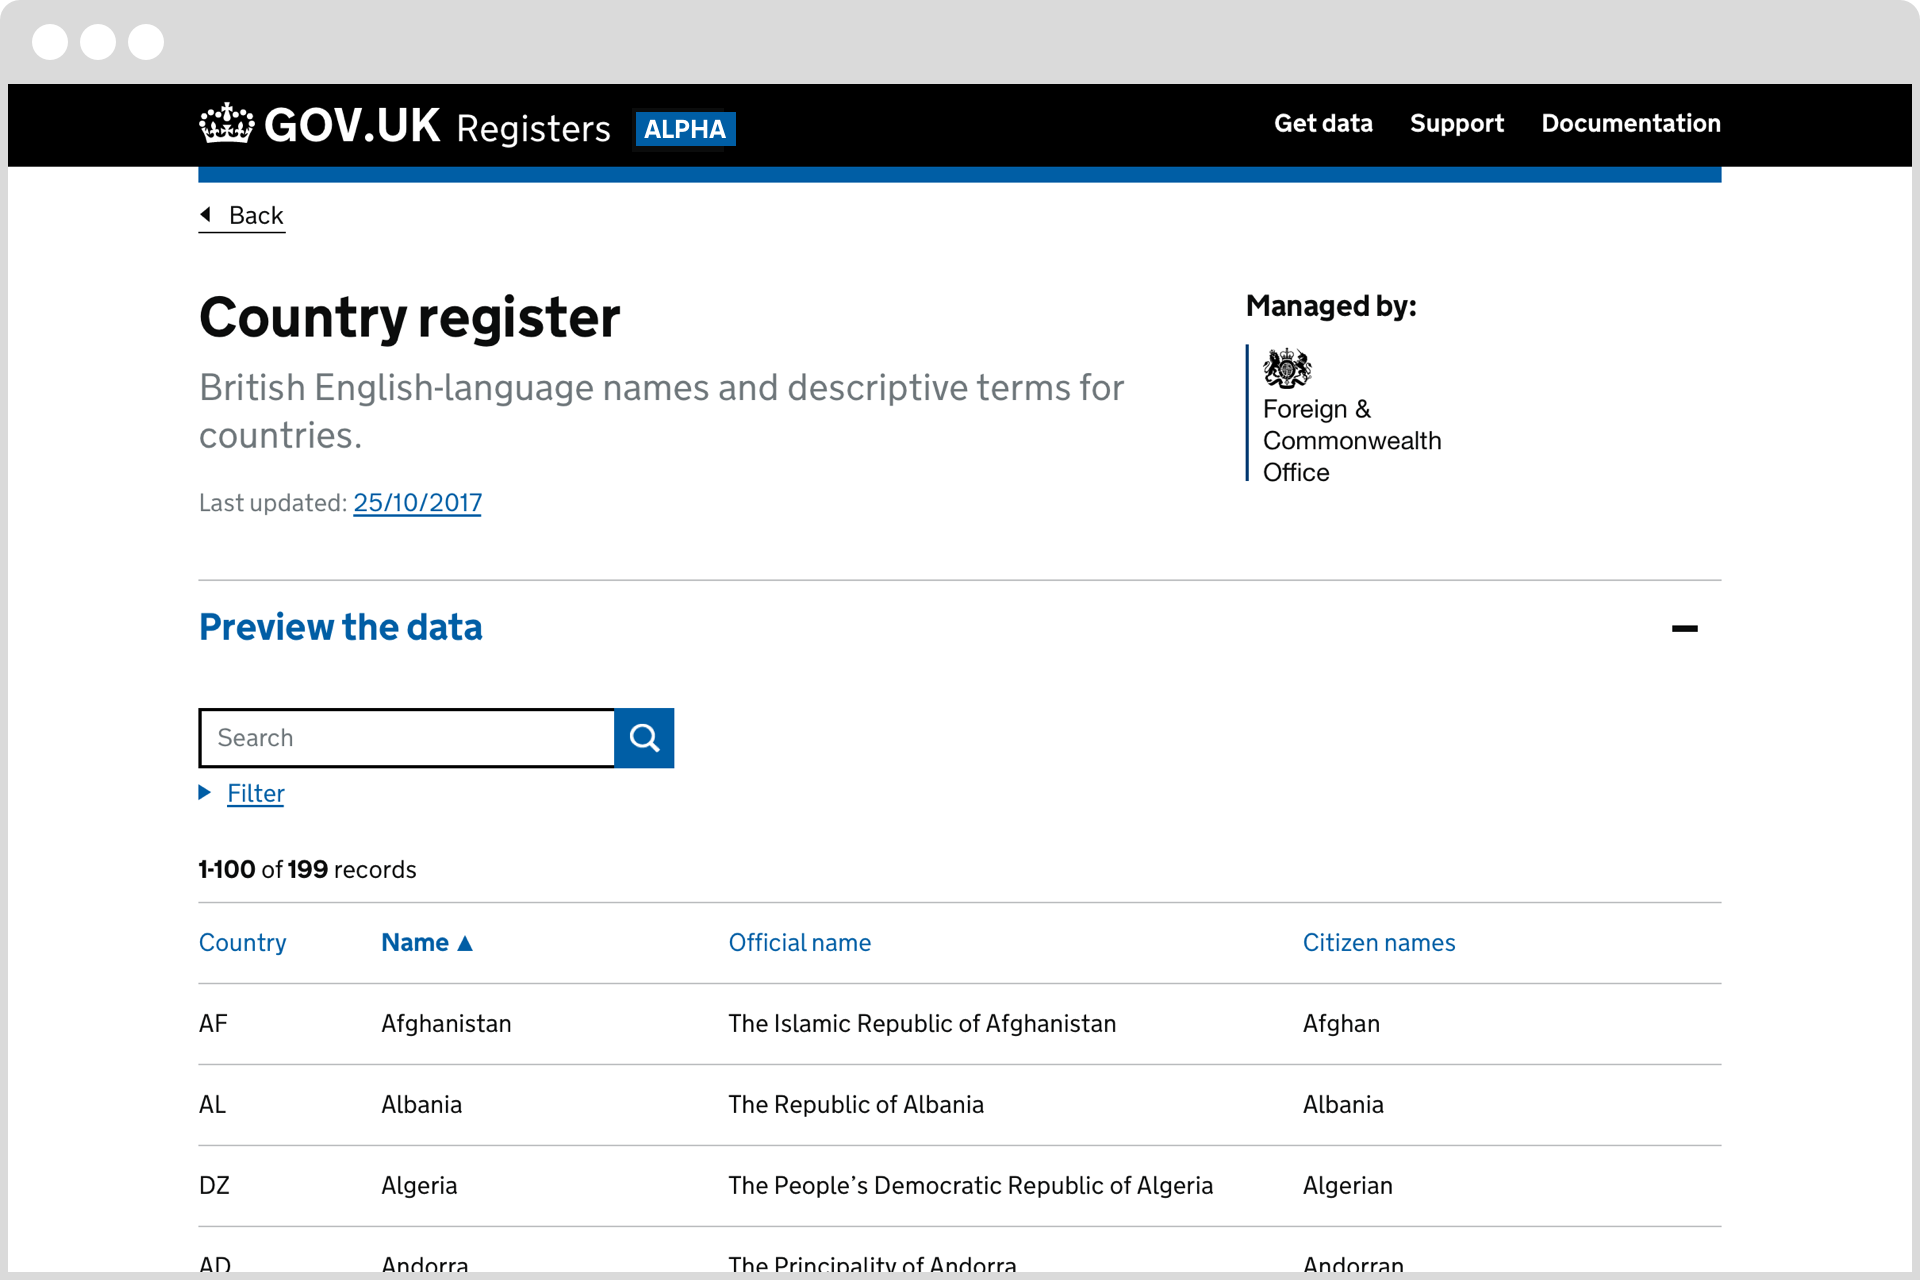 GOV.UK Registers ALPHA Get data Support Documentation
Back
Country register
British English-language names and descriptive terms for
countries.
Last updated: 25/10/2017
Managed by:
Foreign &
Commonwealth
Office
Preview the data
Search
Filter
1-100 of 199 records
Country Name ▲ Official name Citizen names
AF Afghanistan The Islamic Republic of Afghanistan Afghan
AL Albania The Republic of Albania Albania
DZ Algeria The People’s Democratic Republic of Algeria Algerian
AD Andorra The Principality of Andorra Andorran